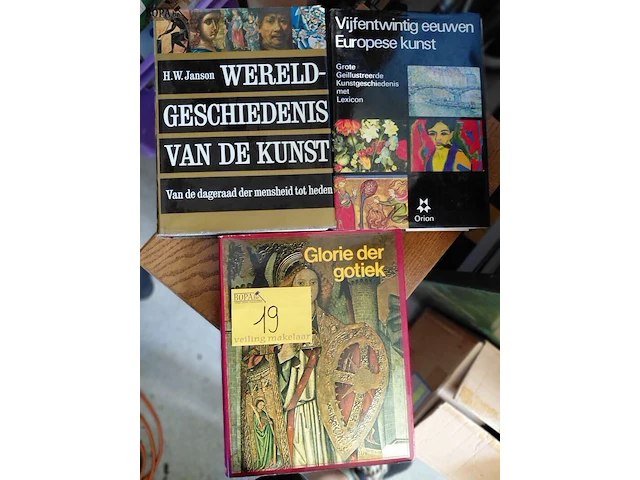 H.W. Janson WERELD-
GESCHIEDENIS
VAN DE KUNST
Van de dageraad der mensheid tot heden
Vijfentwintig eeuwen
Europese kunst
Grote
Geïllustreerde
Kunstgeschiedenis
met
Lexicon
Orion
Glorie der
gotiek
BOPA
19
veiling makelaar